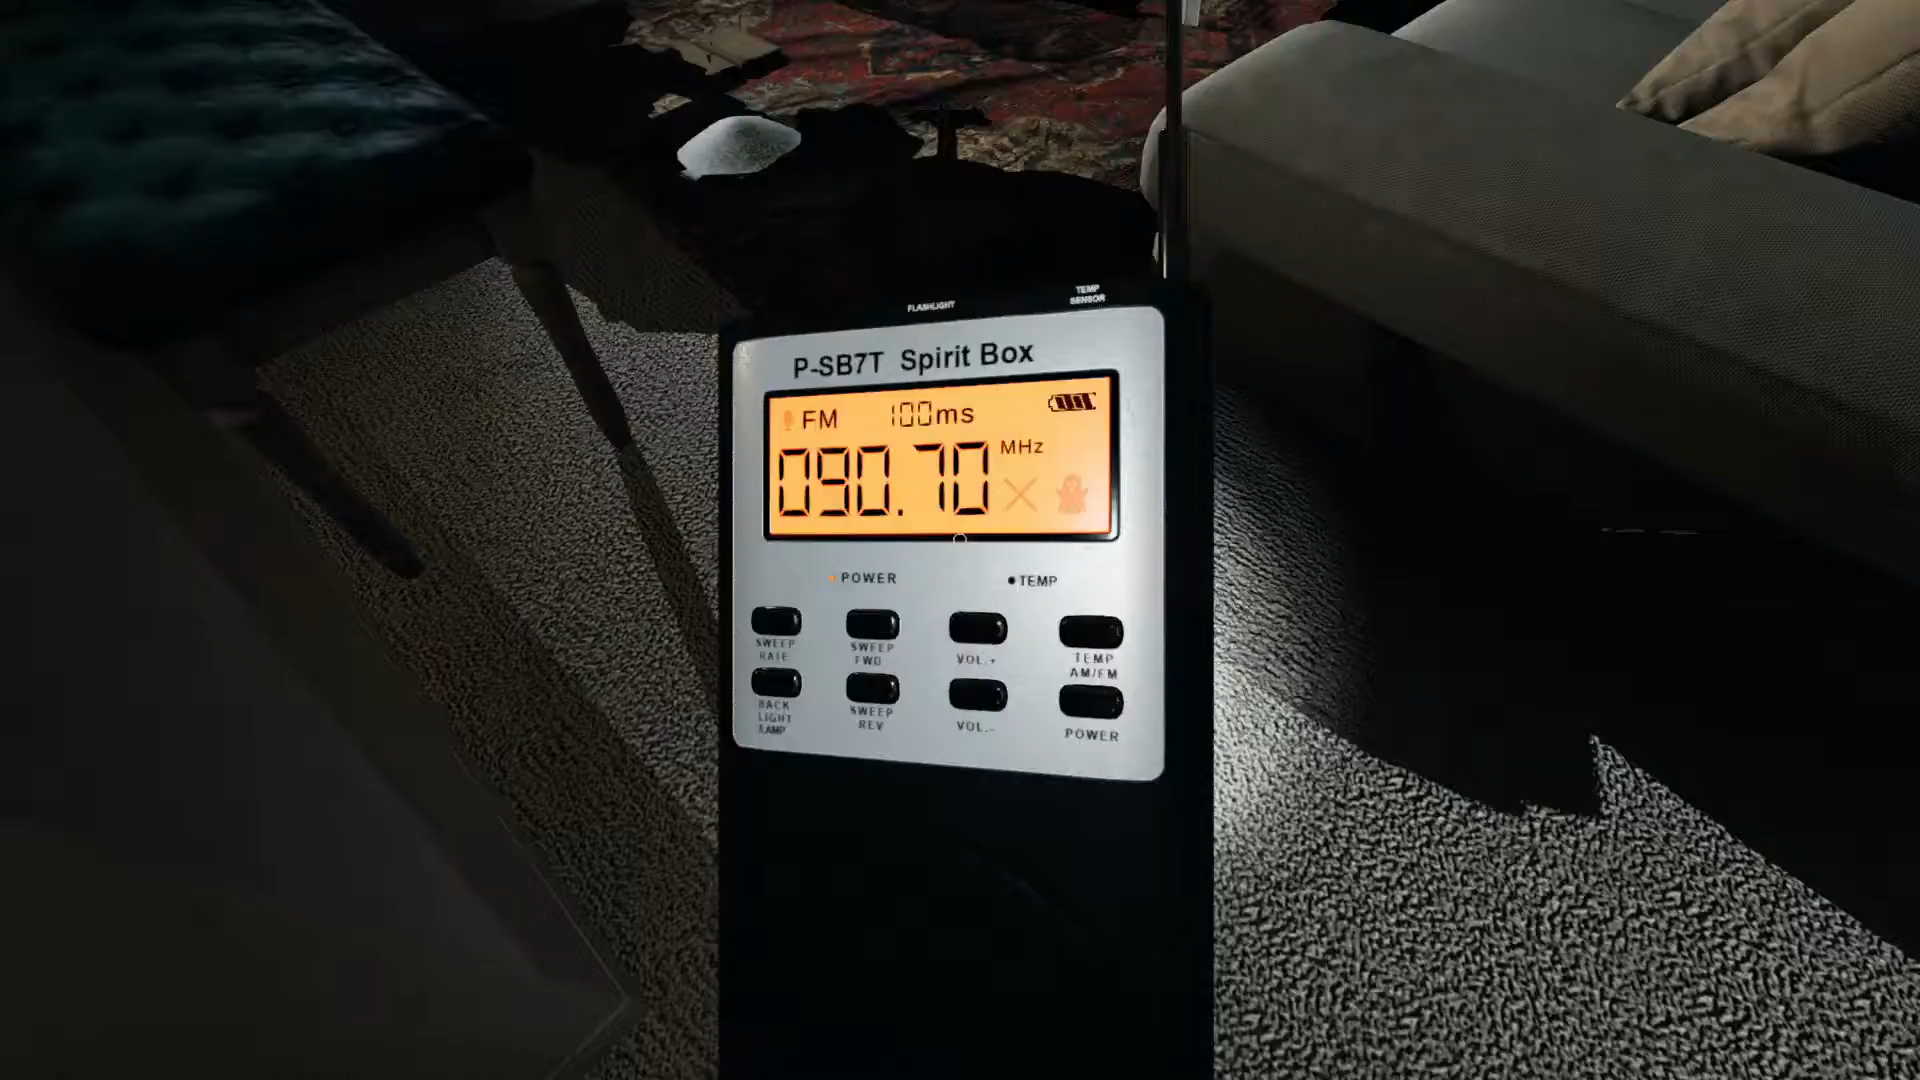 FLASHLIGHT
TEMP
SENSOR
P-SB7T Spirit Box
FM 100ms
090.70 MHz
POWER
TEMP
SWEEP
RATE
SWEEP
FWD
VOL.+
TEMP
AM/FM
BACK
LIGHT
LAMP
SWEEP
REV
VOL.-
POWER